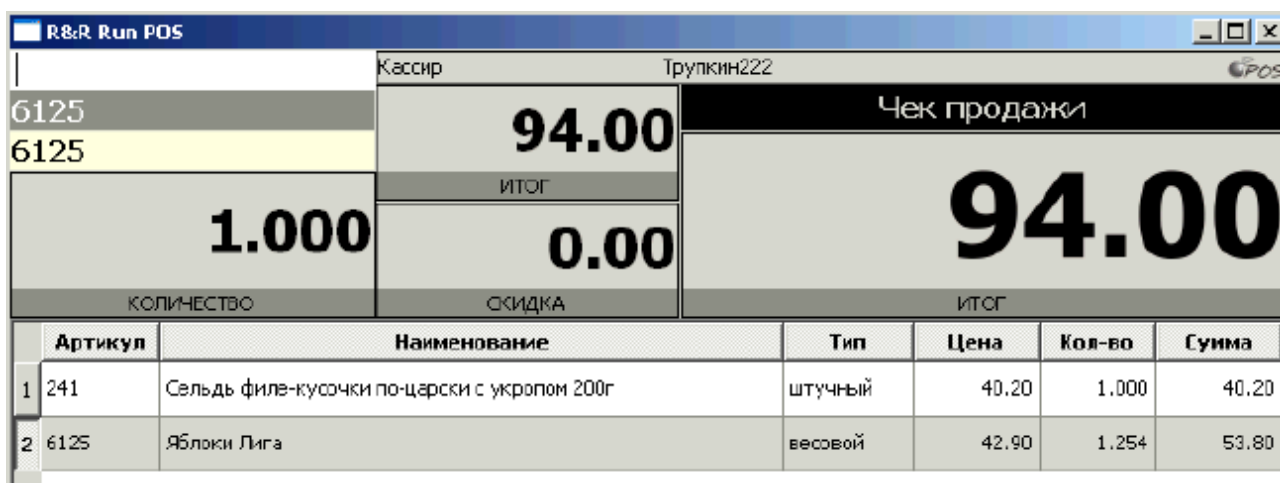 R&R Run POS
Кассир Трупкин222 POS
6125
6125
94.00
ИТОГ
Чек продажи
94.00
ИТОГ
1.000
КОЛИЧЕСТВО
0.00
СКИДКА
Артикул Наименование Тип Цена Кол-во Сумма
1 241 Сельдь филе-кусочки по-царски с укропом 200г штучный 40.20 1.000 40.20
2 6125 Яблоки Лига весовой 42.90 1.254 53.80